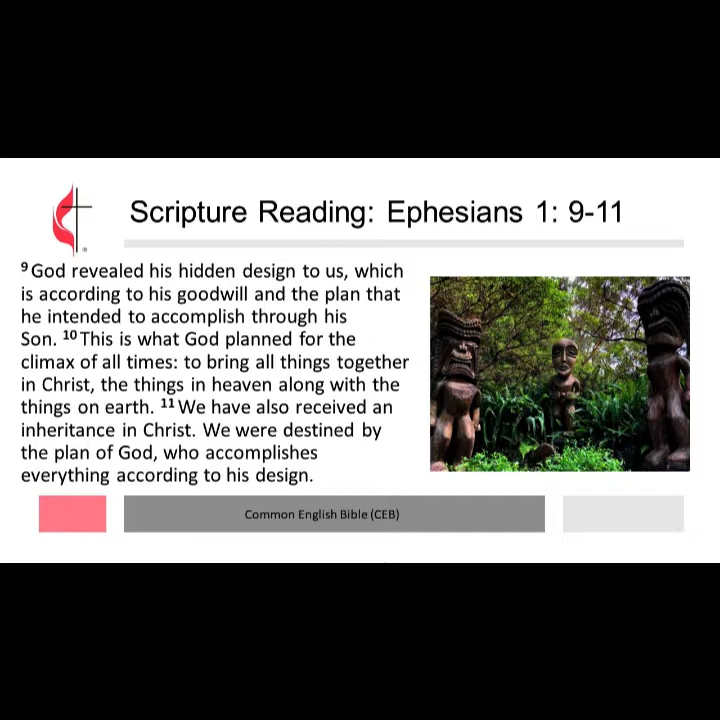 Scripture Reading: Ephesians 1: 9-11
⁹God revealed his hidden design to us, which
is according to his goodwill and the plan that
he intended to accomplish through his
Son. ¹⁰This is what God planned for the
climax of all times: to bring all things together
in Christ, the things in heaven along with the
things on earth. ¹¹We have also received an
inheritance in Christ. We were destined by
the plan of God, who accomplishes
everything according to his design.
Common English Bible (CEB)